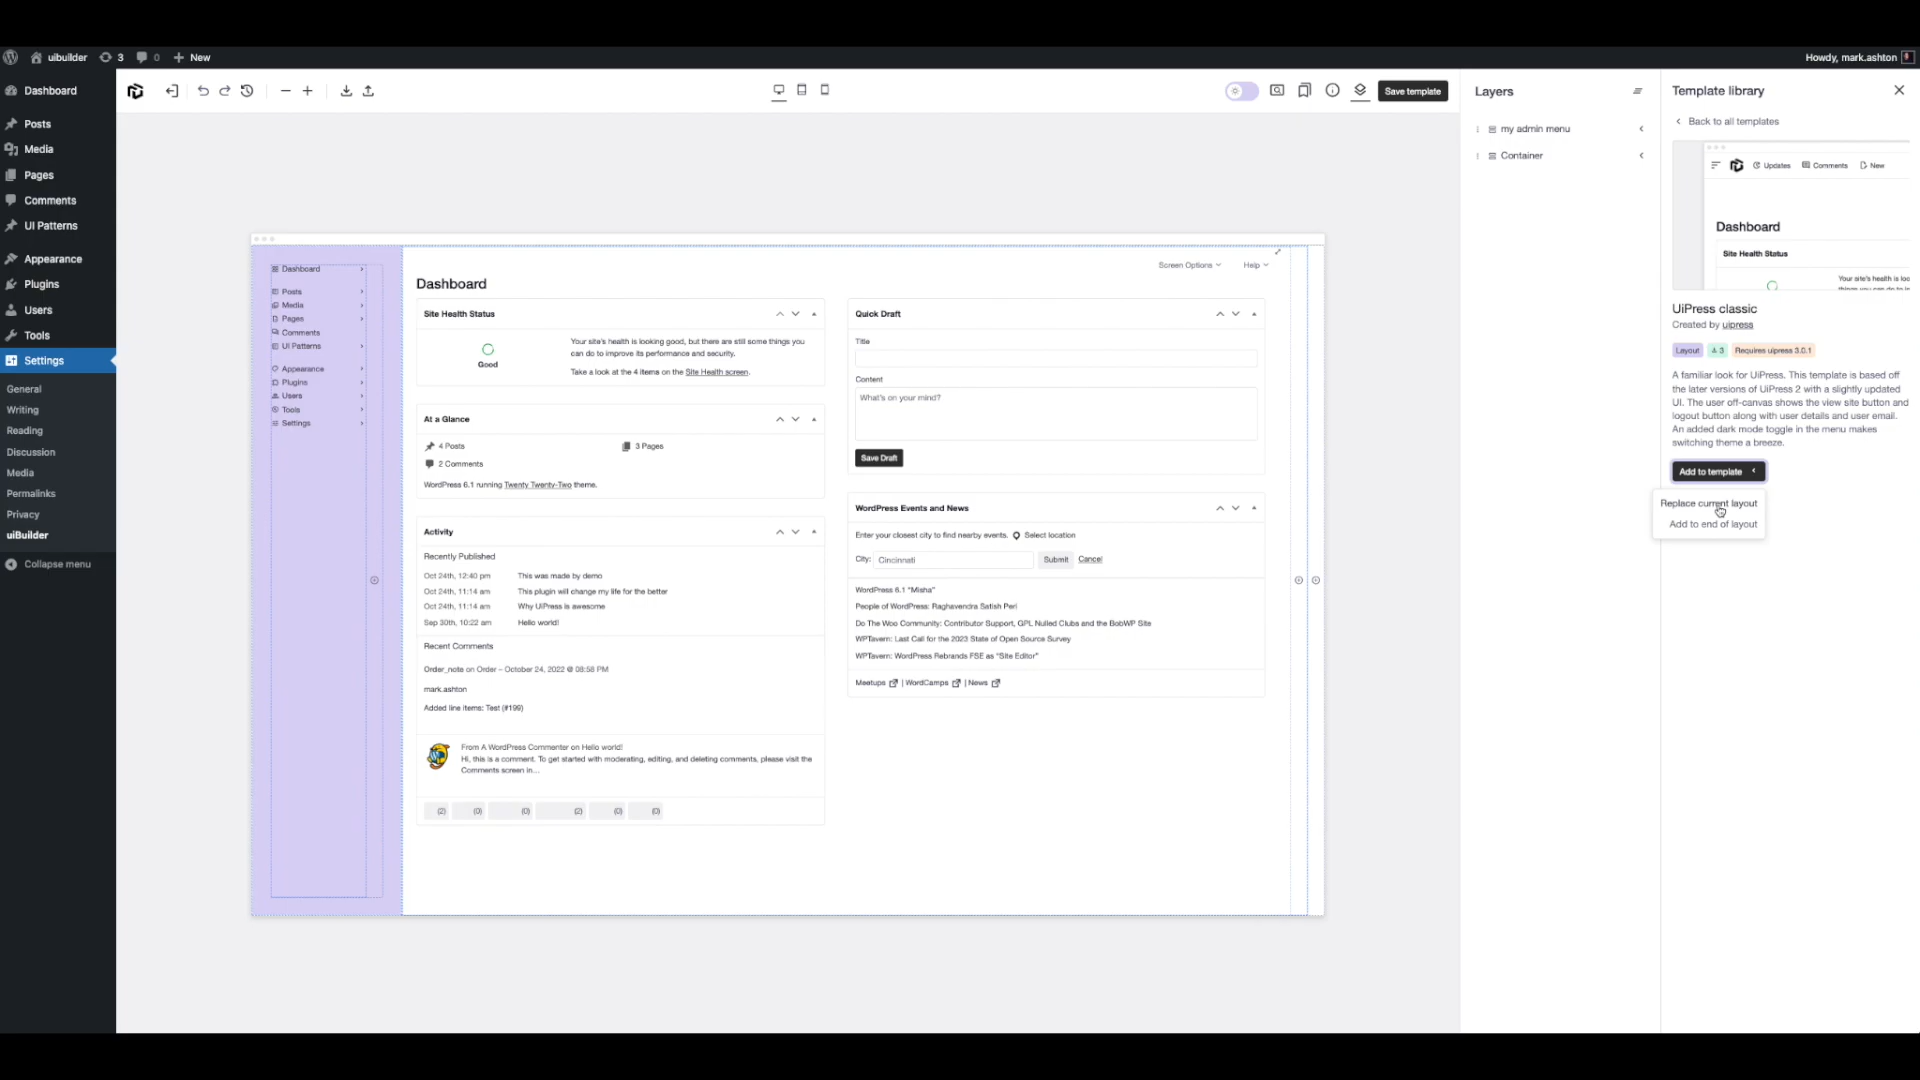 uibuilder
3
0
New
Howdy, mark.ashton
Dashboard
Posts
Media
Pages
Comments
UI Patterns
Appearance
Plugins
Users
Tools
Settings
General
Writing
Reading
Discussion
Media
Permalinks
Privacy
uiBuilder
Collapse menu
Save template
Dashboard
Posts
Media
Pages
Comments
UI Patterns
Appearance
Plugins
Users
Tools
Settings
Screen Options
Help
Dashboard
Site Health Status
Good
Your site's health is looking good, but there are still some things you
can do to improve its performance and security.
Take a look at the 4 items on the Site Health screen.
At a Glance
4 Posts
3 Pages
2 Comments
WordPress 6.1 running Twenty Twenty-Two theme.
Activity
Recently Published
Oct 24th, 12:40 pm This was made by demo
Oct 24th, 11:14 am This plugin will change my life for the better
Oct 24th, 11:14 am Why UIPress is awesome
Sep 30th, 10:22 am Hello world!
Recent Comments
Order_note on Order – October 24, 2022 @ 08:58 PM
mark.ashton
Added line items: Test (#199)
From A WordPress Commenter on Hello world!
Hi, this is a comment. To get started with moderating, editing, and deleting comments, please visit the
Comments screen in...
(2) (0) (0) (2) (0) (0)
Quick Draft
Title
Content
What's on your mind?
Save Draft
WordPress Events and News
Enter your closest city to find nearby events. Select location
City: Cincinnati Submit Cancel
WordPress 6.1 "Misha"
People of WordPress: Raghavendra Satish Peri
Do The Woo Community: Contributor Support, GPL Nulled Clubs and the BobWP Site
WPTavern: Last Call for the 2023 State of Open Source Survey
WPTavern: WordPress Rebrands FSE as "Site Editor"
Meetups | WordCamps | News
Layers
my admin menu
Container
Template library
Back to all templates
Updates Comments New
Dashboard
Site Health Status
Your site's health is loo
things you can do to i
UiPress classic
Created by uipress
Layout
3
Requires uipress 3.0.1
A familiar look for UiPress. This template is based off
the later versions of UiPress 2 with a slightly updated
UI. The user off-canvas shows the view site button and
logout button along with user details and user email.
An added dark mode toggle in the menu makes
switching theme a breeze.
Add to template
Replace current layout
Add to end of layout